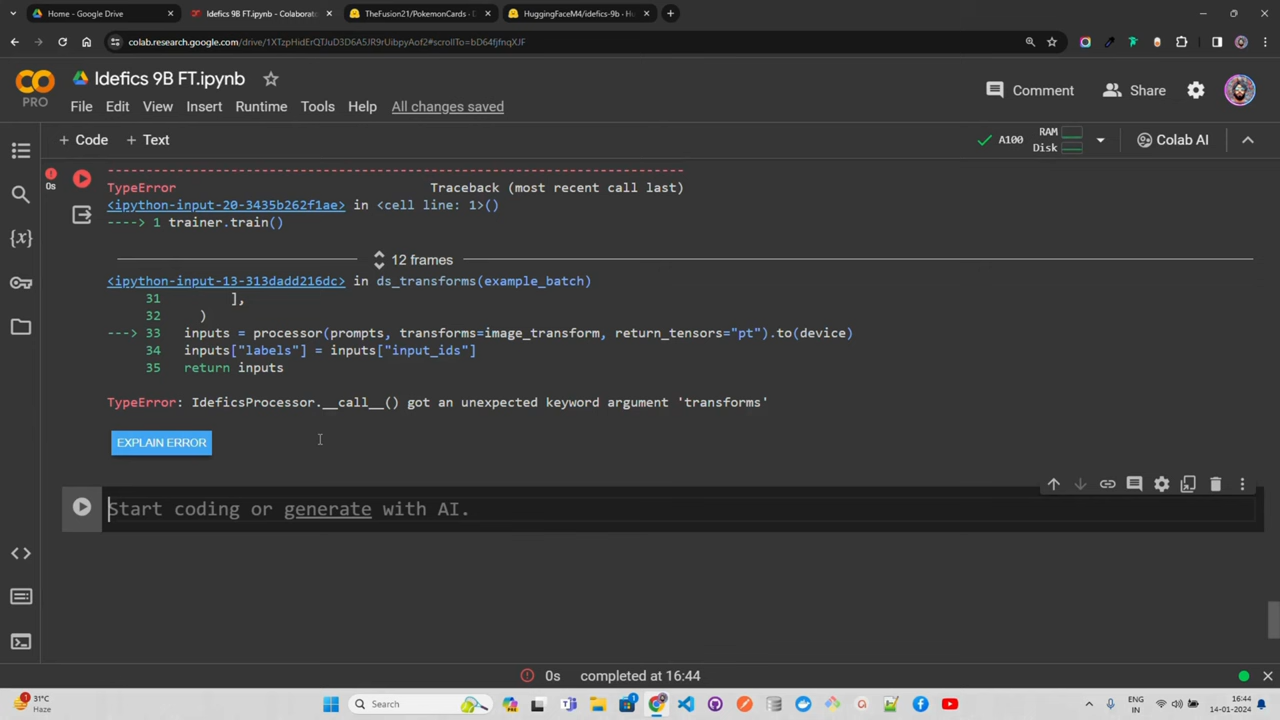 Home - Google Drive
Idefics 9B FT.ipynb - Colaborato
TheFusion21/PokemonCards - D
HuggingFaceM4/idefics-9b - Hu
colab.research.google.com/drive/1XTzpHidErQTJuD3D6A5JR9rUibpyAof2#scrollTo=bD64fjfnqXJF
CO
PRO
Idefics 9B FT.ipynb
File Edit View Insert Runtime Tools Help All changes saved
Comment
Share
+ Code + Text
A100
RAM
Disk
Colab AI
0s
TypeError Traceback (most recent call last)
<ipython-input-20-3435b262f1ae> in <cell line: 1>()
----> 1 trainer.train()
12 frames
<ipython-input-13-313dadd216dc> in ds_transforms(example_batch)
31 ],
32 )
---> 33 inputs = processor(prompts, transforms=image_transform, return_tensors="pt").to(device)
34 inputs["labels"] = inputs["input_ids"]
35 return inputs
TypeError: IdeficsProcessor.__call__() got an unexpected keyword argument 'transforms'
EXPLAIN ERROR
Start coding or generate with AI.
0s completed at 16:44
31°C
Haze
Search
ENG
IN
16:44
14-01-2024